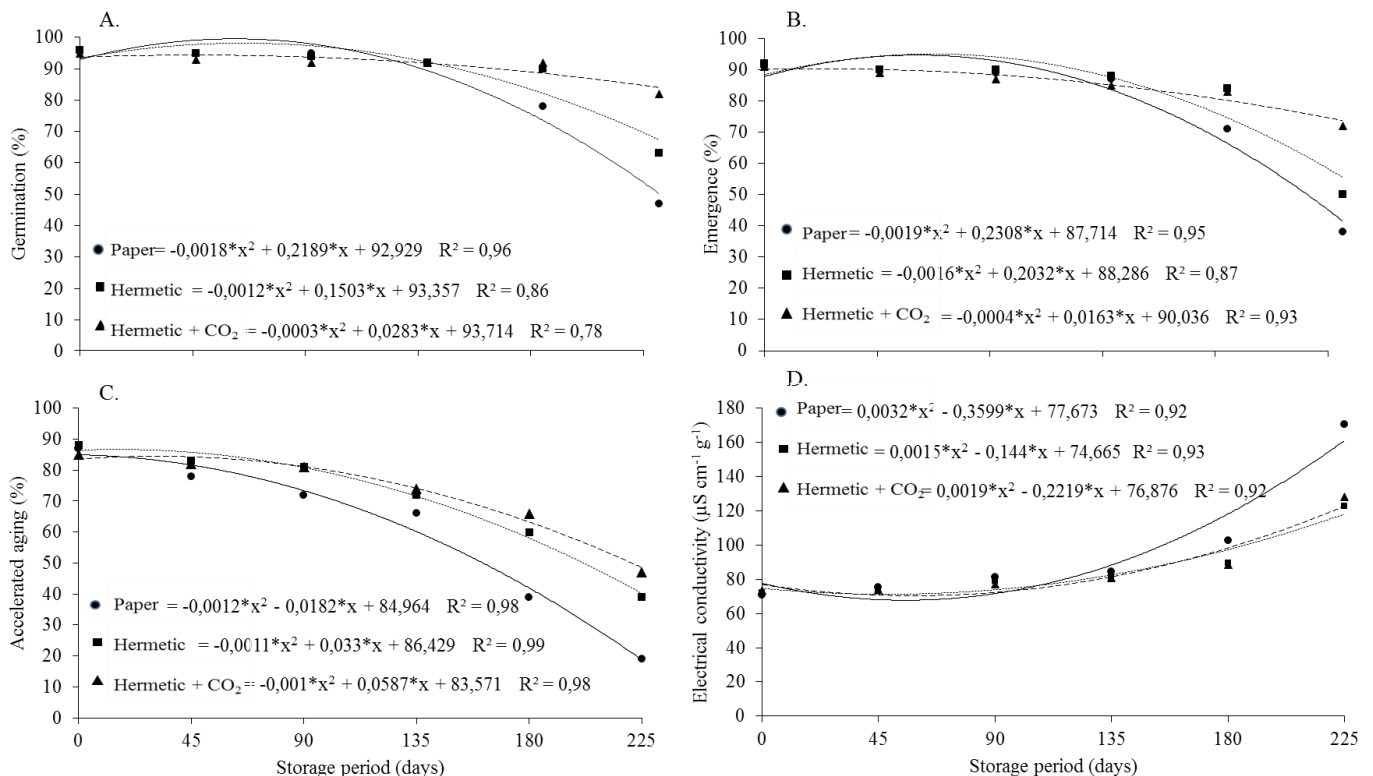 A.
100
90
80
70
60
50
40
30
20
10
0
Germination (%)
Paper= -0,0018*x² + 0,2189*x + 92,929 R² = 0,96
Hermetic = -0,0012*x² + 0,1503*x + 93,357 R² = 0,86
Hermetic + CO₂ = -0,0003*x² + 0,0283*x + 93,714 R² = 0,78
B.
100
90
80
70
60
50
40
30
20
10
0
Emergence (%)
Paper= -0,0019*x² + 0,2308*x + 87,714 R² = 0,95
Hermetic = -0,0016*x² + 0,2032*x + 88,286 R² = 0,87
Hermetic + CO₂ = -0,0004*x² + 0,0163*x + 90,036 R² = 0,93
C.
100
90
80
70
60
50
40
30
20
10
0
Accelerated aging (%)
Paper = -0,0012*x² - 0,0182*x + 84,964 R² = 0,98
Hermetic = -0,0011*x² + 0,033*x + 86,429 R² = 0,99
Hermetic + CO₂ = -0,001*x² + 0,0587*x + 83,571 R² = 0,98
0 45 90 135 180 225
Storage period (days)
D.
180
160
140
120
100
80
60
40
20
0
Electrical conductivity (µS cm⁻¹ g⁻¹)
Paper= 0,0032*x² - 0,3599*x + 77,673 R² = 0,92
Hermetic = 0,0015*x² - 0,144*x + 74,665 R² = 0,93
Hermetic + CO₂= 0,0019*x² - 0,2219*x + 76,876 R² = 0,92
0 45 90 135 180 225
Storage period (days)